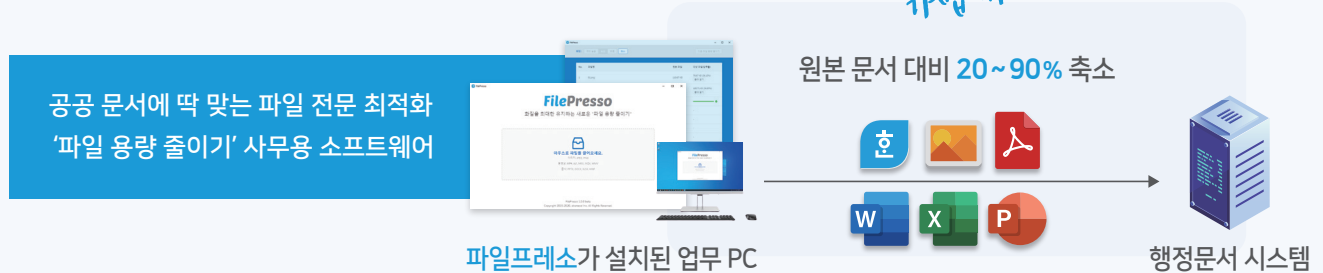 원본 문서 대비 20~90% 축소
공공 문서에 딱 맞는 파일 전문 최적화
'파일 용량 줄이기' 사무용 소프트웨어
FilePresso
한
W
X
P
파일프레소가 설치된 업무 PC
행정문서 시스템